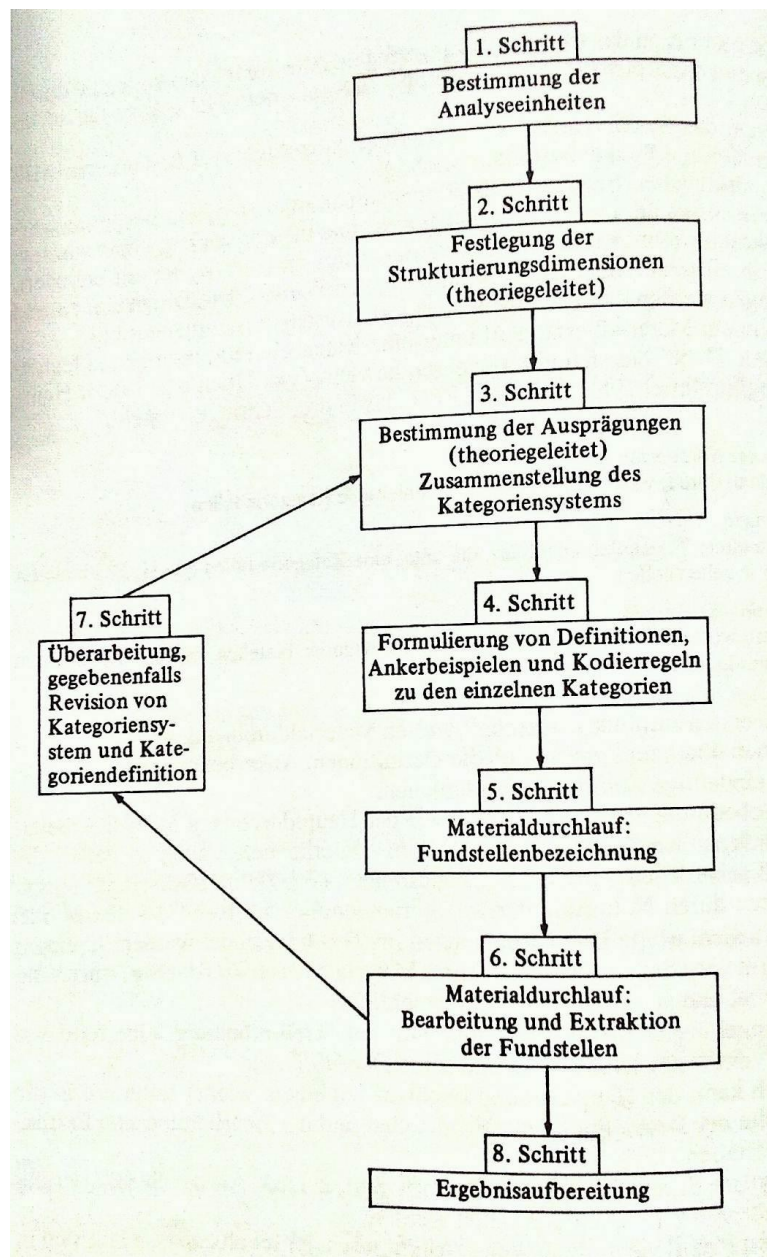 1. Schritt
Bestimmung der
Analyseeinheiten
2. Schritt
Festlegung der
Strukturierungsdimensionen
(theoriegeleitet)
3. Schritt
Bestimmung der Ausprägungen
(theoriegeleitet)
Zusammenstellung des
Kategoriensystems
4. Schritt
Formulierung von Definitionen,
Ankerbeispielen und Kodierregeln
zu den einzelnen Kategorien
5. Schritt
Materialdurchlauf:
Fundstellenbezeichnung
6. Schritt
Materialdurchlauf:
Bearbeitung und Extraktion
der Fundstellen
7. Schritt
Überarbeitung,
gegebenenfalls
Revision von
Kategoriensy-
stem und Kate-
goriendefinition
8. Schritt
Ergebnisaufbereitung